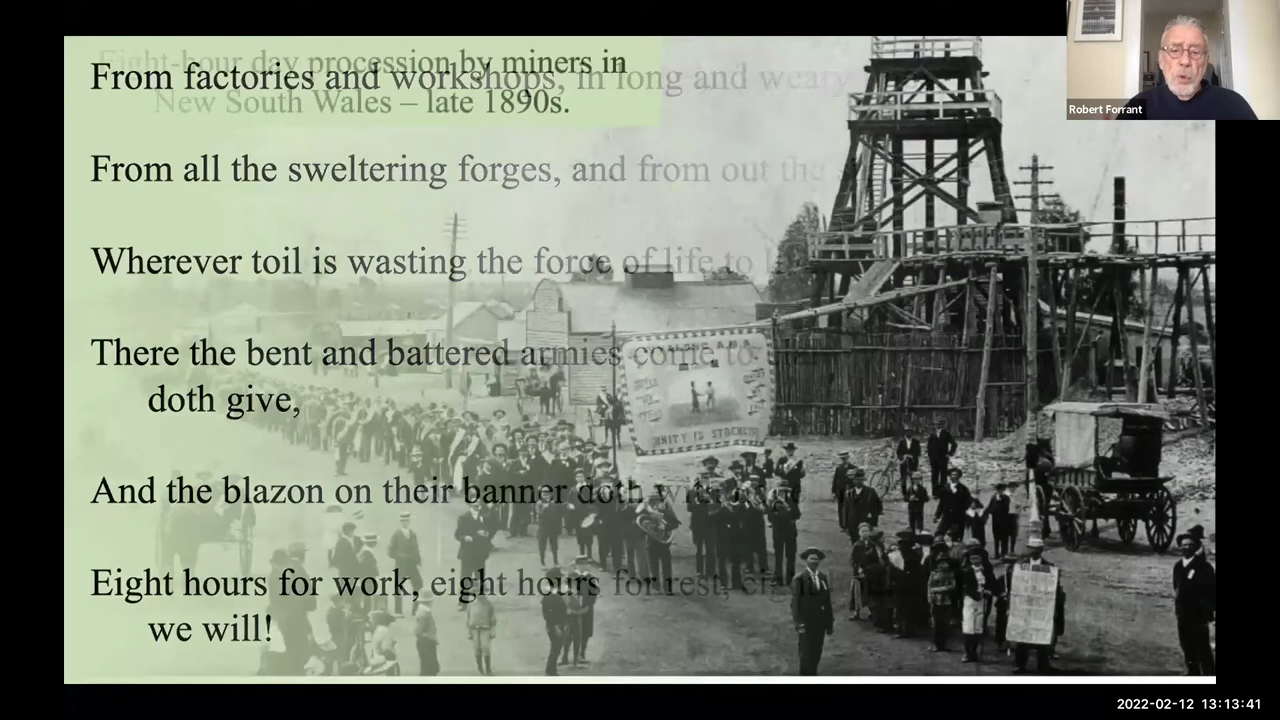 Eight-hour day procession by miners in
New South Wales – late 1890s.
From factories and workshops, in long and weary
From all the sweltering forges, and from out the
Wherever toil is wasting the force of life to
There the bent and battered armies come to
doth give,
And the blazon on their banner doth with
Eight hours for work, eight hours for rest, eight
we will!
A.M.A.
UNITY IS STRENGTH
Robert Forrant
2022-02-12 13:13:41